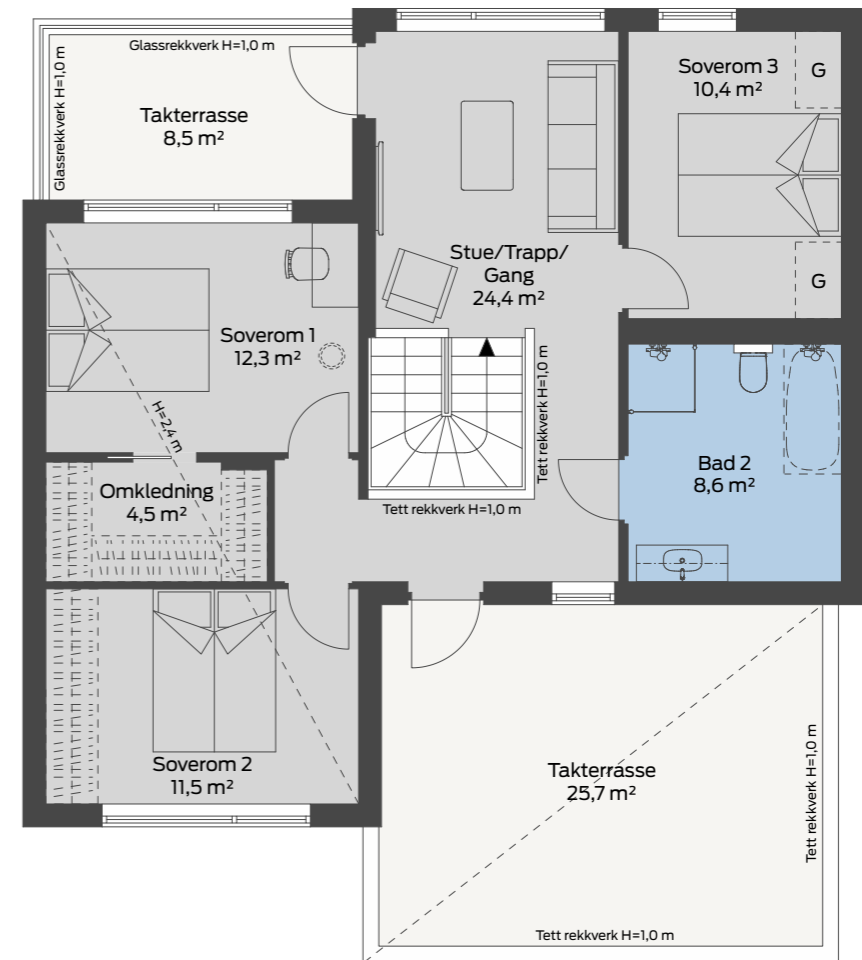 Glassrekkverk H=1,0 m
Glassrekkverk H=1,0 m
Takterrasse
8,5 m²
Soverom 3
10,4 m²
G
G
Stue/Trapp/
Gang
24,4 m²
Soverom 1
12,3 m²
H=2,4 m
Tett rekkverk H=1,0 m
Tett rekkverk H=1,0 m
Omkledning
4,5 m²
Bad 2
8,6 m²
Soverom 2
11,5 m²
Takterrasse
25,7 m²
Tett rekkverk H=1,0 m
Tett rekkverk H=1,0 m